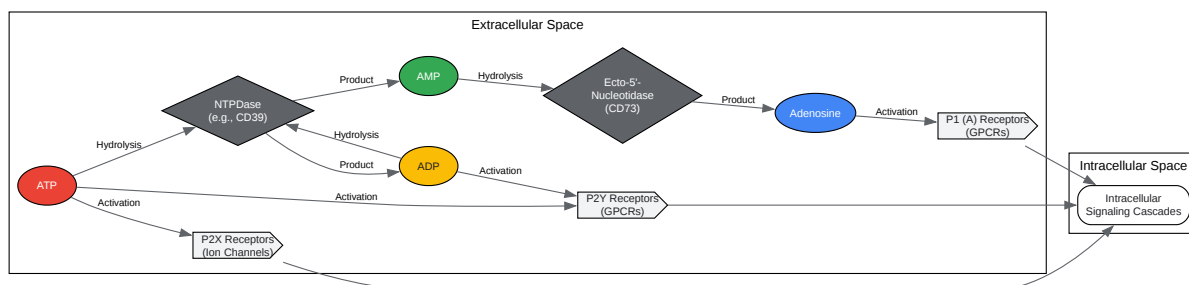 Extracellular Space
AMP
Product
Hydrolysis
Ecto-5'-
Nucleotidase
(CD73)
NTPDase
(e.g., CD39)
Product
Adenosine
Activation
P1 (A) Receptors
(GPCRs)
Hydrolysis
Hydrolysis
Product
ADP
Activation
Intracellular Space
ATP
Activation
P2Y Receptors
(GPCRs)
Intracellular
Signaling Cascades
Activation
P2X Receptors
(Ion Channels)